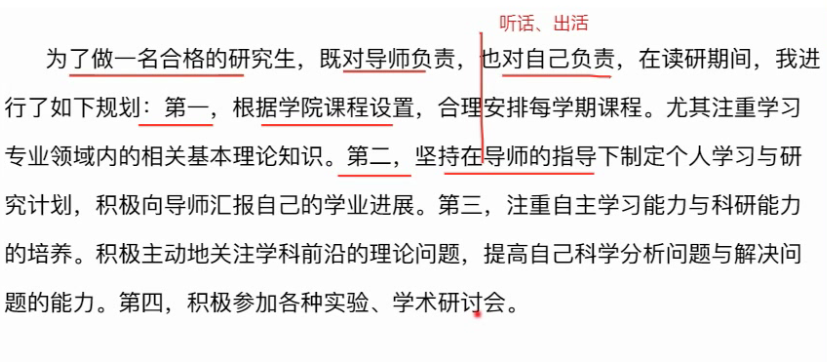 听话、出活
为了做一名合格的研究生，既对导师负责，也对自己负责，在读研期间，我进
行了如下规划：第一，根据学院课程设置，合理安排每学期课程。尤其注重学习
专业领域内的相关基本理论知识。第二，坚持在导师的指导下制定个人学习与研
究计划，积极向导师汇报自己的学业进展。第三，注重自主学习能力与科研能力
的培养。积极主动地关注学科前沿的理论问题，提高自己科学分析问题与解决问
题的能力。第四，积极参加各种实验、学术研讨会。